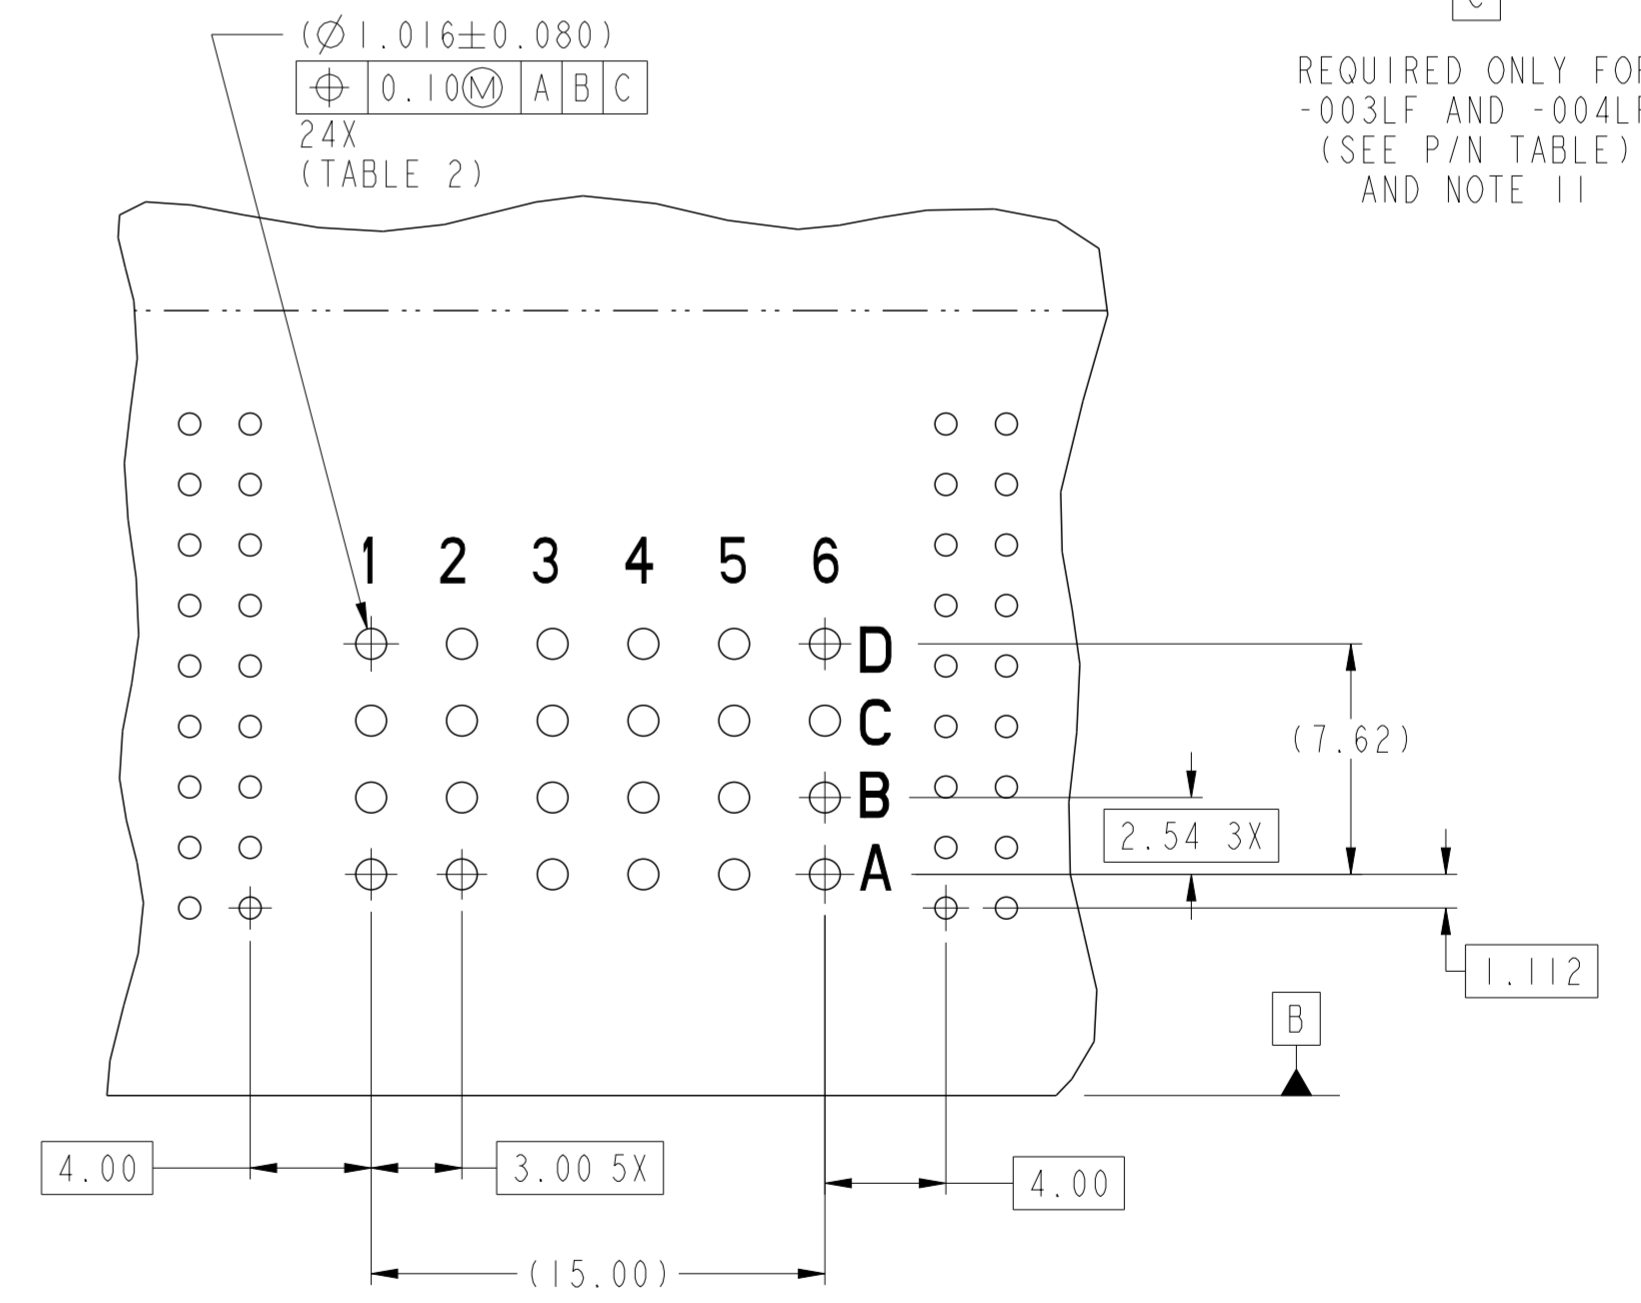 C
(Ø1.016±0.080)
⌖ 0.10Ⓜ A B C
24X
(TABLE 2)
REQUIRED ONLY
-003LF AND
(SEE P/N TABLE)
AND NOTE 11
1 2 3 4 5 6
D
C
(7.62)
B
2.54 3X
A
1.112
B
4.00
3.00 5X
4.00
(15.00)